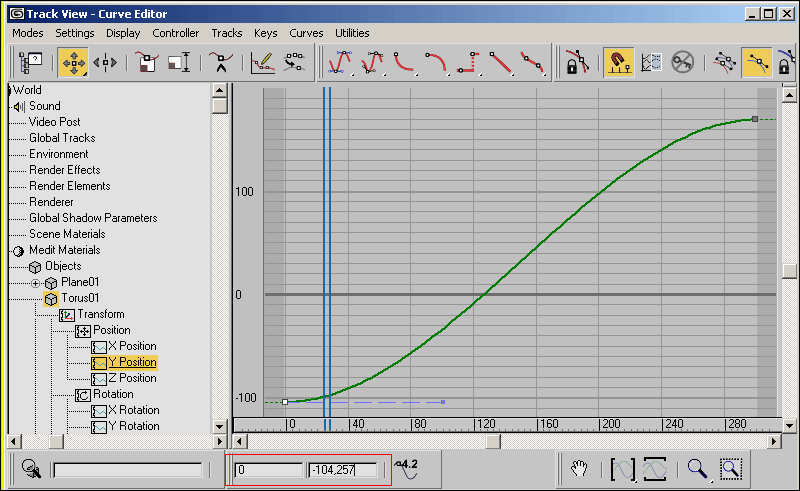 Track View - Curve Editor
Modes Settings Display Controller Tracks Keys Curves Utilities
World
Sound
Video Post
Global Tracks
Environment
Render Effects
Render Elements
Renderer
Global Shadow Parameters
Scene Materials
Medit Materials
Objects
Plane01
Torus01
Transform
Position
X Position
Y Position
Z Position
Rotation
X Rotation
Y Rotation
100
0
-100
0 40 80 120 160 200 240 280
0 -104,257 4.2